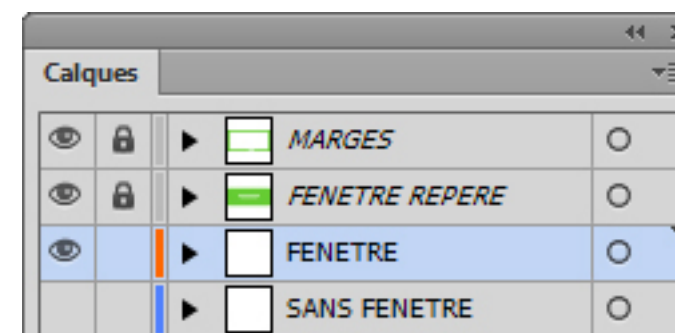 Calques
MARGES
FENETRE REPERE
FENETRE
SANS FENETRE